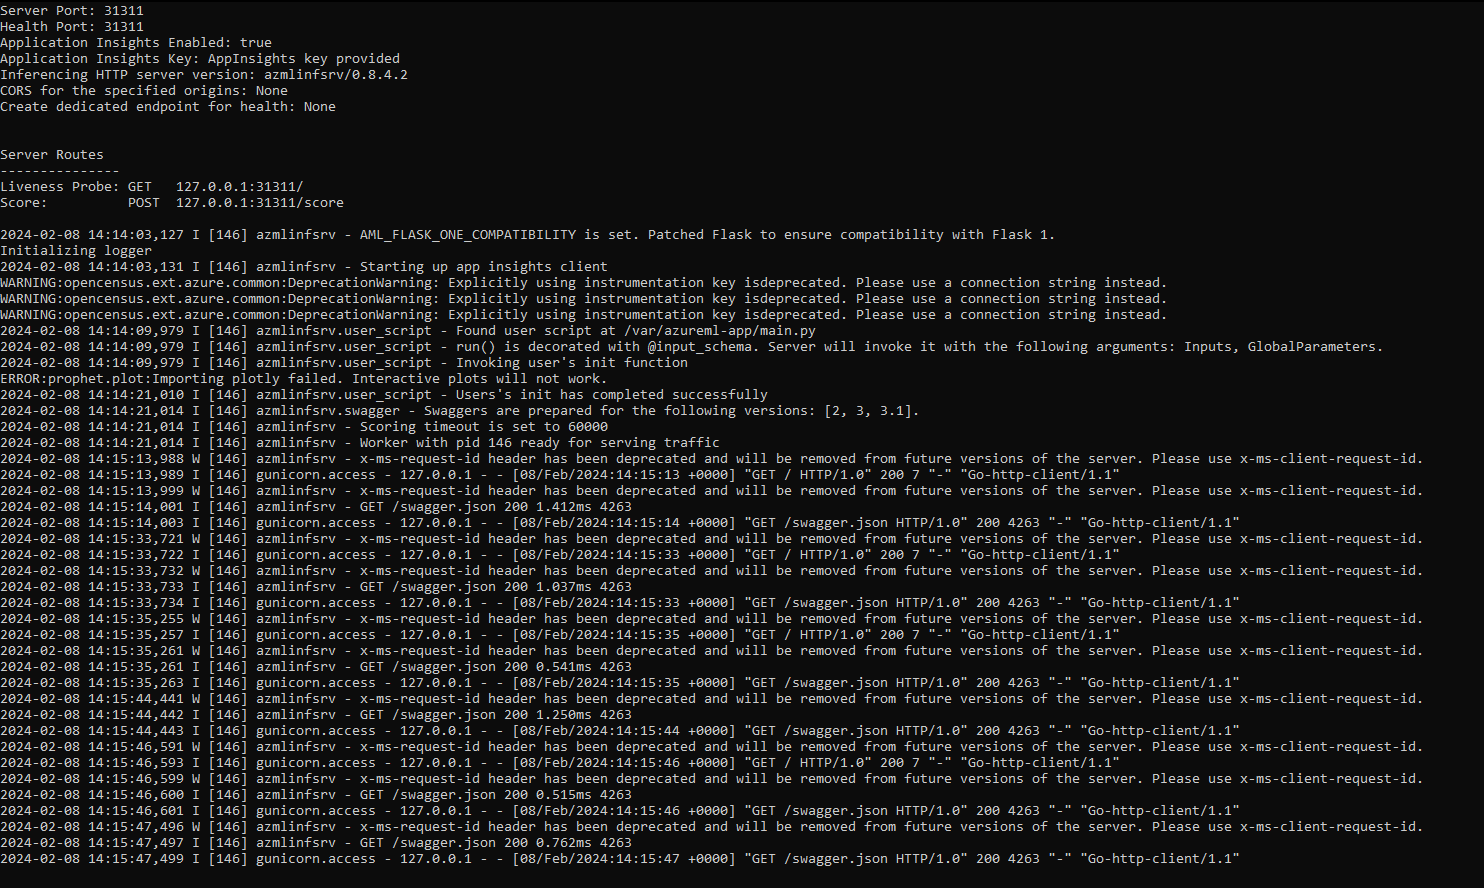 Server Port: 31311
Health Port: 31311
Application Insights Enabled: true
Application Insights Key: AppInsights key provided
Inferencing HTTP server version: azmlinfsrv/0.8.4.2
CORS for the specified origins: None
Create dedicated endpoint for health: None
Server Routes
---------------
Liveness Probe: GET   127.0.0.1:31311/
Score:          POST  127.0.0.1:31311/score
2024-02-08 14:14:03,127 I [146] azmlinfsrv - AML_FLASK_ONE_COMPATIBILITY is set. Patched Flask to ensure compatibility with Flask 1.
Initializing logger
2024-02-08 14:14:03,131 I [146] azmlinfsrv - Starting up app insights client
WARNING:opencensus.ext.azure.common:DeprecationWarning: Explicitly using instrumentation key isdeprecated. Please use a connection string instead.
WARNING:opencensus.ext.azure.common:DeprecationWarning: Explicitly using instrumentation key isdeprecated. Please use a connection string instead.
WARNING:opencensus.ext.azure.common:DeprecationWarning: Explicitly using instrumentation key isdeprecated. Please use a connection string instead.
2024-02-08 14:14:09,979 I [146] azmlinfsrv.user_script - Found user script at /var/azureml-app/main.py
2024-02-08 14:14:09,979 I [146] azmlinfsrv.user_script - run() is decorated with @input_schema. Server will invoke it with the following arguments: Inputs, GlobalParameters.
2024-02-08 14:14:09,979 I [146] azmlinfsrv.user_script - Invoking user's init function
ERROR:prophet.plot:Importing plotly failed. Interactive plots will not work.
2024-02-08 14:14:21,010 I [146] azmlinfsrv.user_script - Users's init has completed successfully
2024-02-08 14:14:21,014 I [146] azmlinfsrv.swagger - Swaggers are prepared for the following versions: [2, 3, 3.1].
2024-02-08 14:14:21,014 I [146] azmlinfsrv - Scoring timeout is set to 60000
2024-02-08 14:14:21,014 I [146] azmlinfsrv - Worker with pid 146 ready for serving traffic
2024-02-08 14:15:13,988 W [146] azmlinfsrv - x-ms-request-id header has been deprecated and will be removed from future versions of the server. Please use x-ms-client-request-id.
2024-02-08 14:15:13,989 I [146] gunicorn.access - 127.0.0.1 - - [08/Feb/2024:14:15:13 +0000] "GET / HTTP/1.0" 200 7 "-" "Go-http-client/1.1"
2024-02-08 14:15:13,999 W [146] azmlinfsrv - x-ms-request-id header has been deprecated and will be removed from future versions of the server. Please use x-ms-client-request-id.
2024-02-08 14:15:14,001 I [146] azmlinfsrv - GET /swagger.json 200 1.412ms 4263
2024-02-08 14:15:14,003 I [146] gunicorn.access - 127.0.0.1 - - [08/Feb/2024:14:15:14 +0000] "GET /swagger.json HTTP/1.0" 200 4263 "-" "Go-http-client/1.1"
2024-02-08 14:15:33,721 W [146] azmlinfsrv - x-ms-request-id header has been deprecated and will be removed from future versions of the server. Please use x-ms-client-request-id.
2024-02-08 14:15:33,722 I [146] gunicorn.access - 127.0.0.1 - - [08/Feb/2024:14:15:33 +0000] "GET / HTTP/1.0" 200 7 "-" "Go-http-client/1.1"
2024-02-08 14:15:33,732 W [146] azmlinfsrv - x-ms-request-id header has been deprecated and will be removed from future versions of the server. Please use x-ms-client-request-id.
2024-02-08 14:15:33,733 I [146] azmlinfsrv - GET /swagger.json 200 1.037ms 4263
2024-02-08 14:15:33,734 I [146] gunicorn.access - 127.0.0.1 - - [08/Feb/2024:14:15:33 +0000] "GET /swagger.json HTTP/1.0" 200 4263 "-" "Go-http-client/1.1"
2024-02-08 14:15:35,255 W [146] azmlinfsrv - x-ms-request-id header has been deprecated and will be removed from future versions of the server. Please use x-ms-client-request-id.
2024-02-08 14:15:35,257 I [146] gunicorn.access - 127.0.0.1 - - [08/Feb/2024:14:15:35 +0000] "GET / HTTP/1.0" 200 7 "-" "Go-http-client/1.1"
2024-02-08 14:15:35,261 W [146] azmlinfsrv - x-ms-request-id header has been deprecated and will be removed from future versions of the server. Please use x-ms-client-request-id.
2024-02-08 14:15:35,261 I [146] azmlinfsrv - GET /swagger.json 200 0.541ms 4263
2024-02-08 14:15:35,263 I [146] gunicorn.access - 127.0.0.1 - - [08/Feb/2024:14:15:35 +0000] "GET /swagger.json HTTP/1.0" 200 4263 "-" "Go-http-client/1.1"
2024-02-08 14:15:44,441 W [146] azmlinfsrv - x-ms-request-id header has been deprecated and will be removed from future versions of the server. Please use x-ms-client-request-id.
2024-02-08 14:15:44,442 I [146] azmlinfsrv - GET /swagger.json 200 1.250ms 4263
2024-02-08 14:15:44,443 I [146] gunicorn.access - 127.0.0.1 - - [08/Feb/2024:14:15:44 +0000] "GET /swagger.json HTTP/1.0" 200 4263 "-" "Go-http-client/1.1"
2024-02-08 14:15:46,591 W [146] azmlinfsrv - x-ms-request-id header has been deprecated and will be removed from future versions of the server. Please use x-ms-client-request-id.
2024-02-08 14:15:46,593 I [146] gunicorn.access - 127.0.0.1 - - [08/Feb/2024:14:15:46 +0000] "GET / HTTP/1.0" 200 7 "-" "Go-http-client/1.1"
2024-02-08 14:15:46,599 W [146] azmlinfsrv - x-ms-request-id header has been deprecated and will be removed from future versions of the server. Please use x-ms-client-request-id.
2024-02-08 14:15:46,600 I [146] azmlinfsrv - GET /swagger.json 200 0.515ms 4263
2024-02-08 14:15:46,601 I [146] gunicorn.access - 127.0.0.1 - - [08/Feb/2024:14:15:46 +0000] "GET /swagger.json HTTP/1.0" 200 4263 "-" "Go-http-client/1.1"
2024-02-08 14:15:47,496 W [146] azmlinfsrv - x-ms-request-id header has been deprecated and will be removed from future versions of the server. Please use x-ms-client-request-id.
2024-02-08 14:15:47,497 I [146] azmlinfsrv - GET /swagger.json 200 0.762ms 4263
2024-02-08 14:15:47,499 I [146] gunicorn.access - 127.0.0.1 - - [08/Feb/2024:14:15:47 +0000] "GET /swagger.json HTTP/1.0" 200 4263 "-" "Go-http-client/1.1"